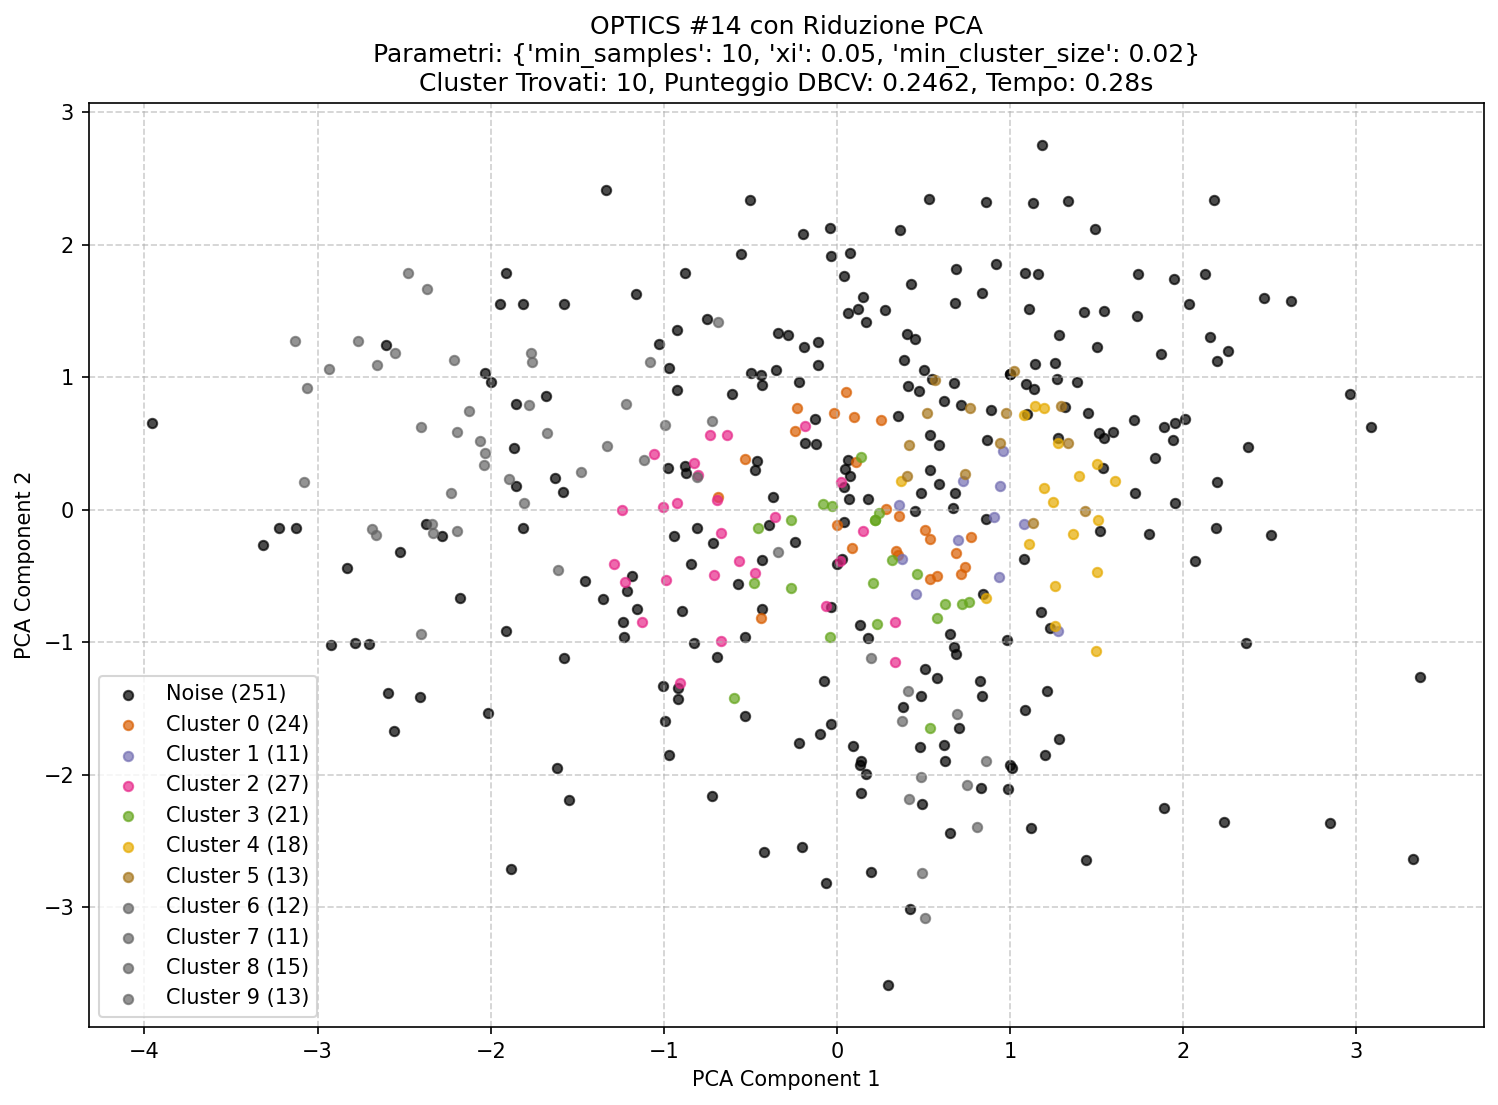 OPTICS #14 con Riduzione PCA
Parametri: {'min_samples': 10, 'xi': 0.05, 'min_cluster_size': 0.02}
Cluster Trovati: 10, Punteggio DBCV: 0.2462, Tempo: 0.28s
3
2
1
0
−1
−2
−3
PCA Component 2
Noise (251)
Cluster 0 (24)
Cluster 1 (11)
Cluster 2 (27)
Cluster 3 (21)
Cluster 4 (18)
Cluster 5 (13)
Cluster 6 (12)
Cluster 7 (11)
Cluster 8 (15)
Cluster 9 (13)
−4 −3 −2 −1 0 1 2 3
PCA Component 1